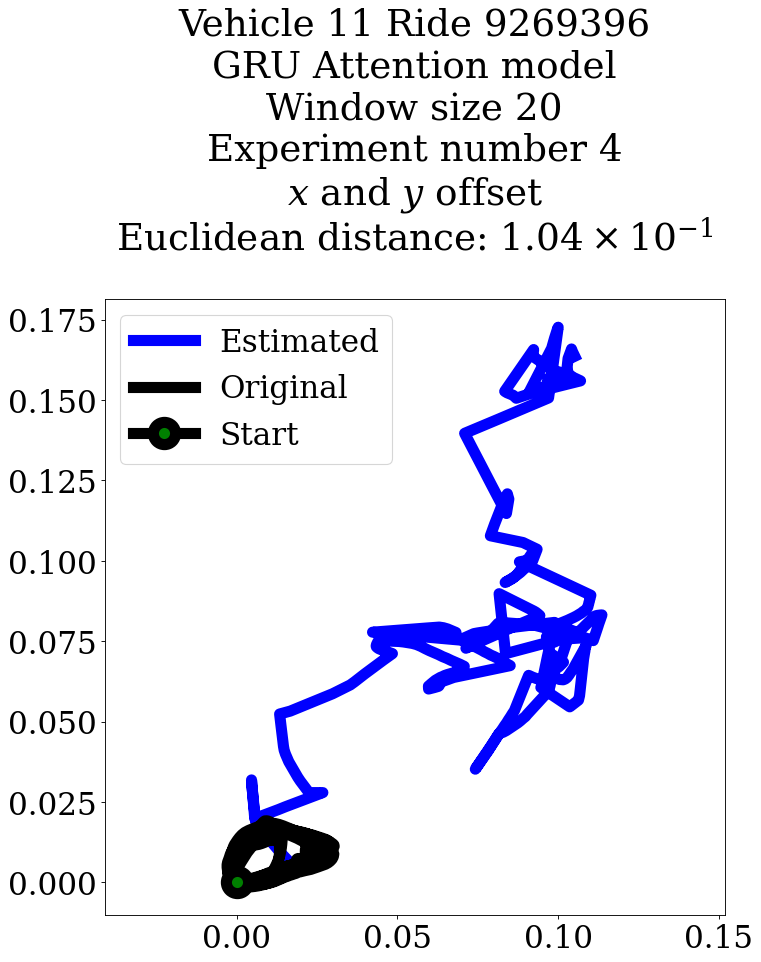 Vehicle 11 Ride 9269396
GRU Attention model
Window size 20
Experiment number 4
x and y offset
Euclidean distance: 1.04 × 10⁻¹
Estimated
Original
Start
0.175
0.150
0.125
0.100
0.075
0.050
0.025
0.000
0.00 0.05 0.10 0.15